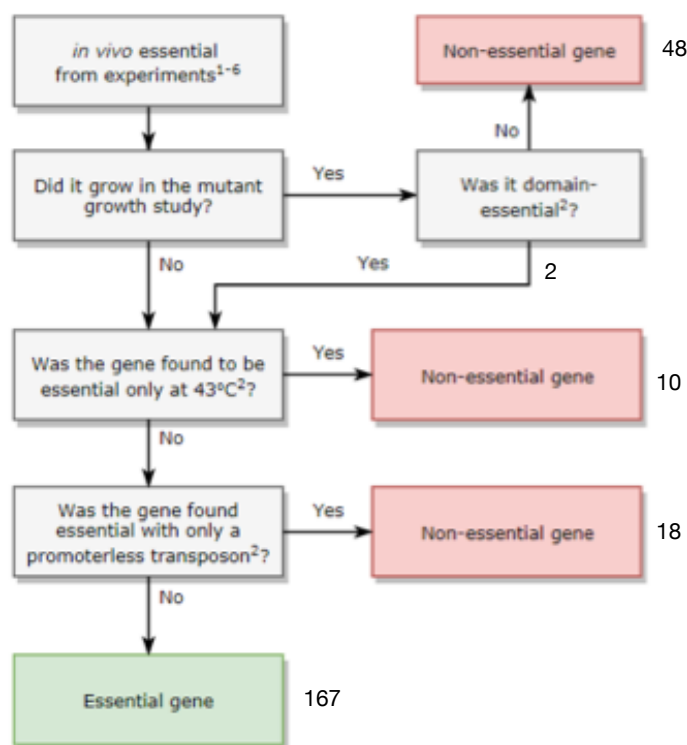 in vivo essential
from experiments¹⁻⁶
Non-essential gene
48
No
Did it grow in the mutant
growth study?
Yes
Was it domain-
essential²?
No
Yes
2
Was the gene found to be
essential only at 43ºC²?
Yes
Non-essential gene
10
No
Was the gene found
essential with only a
promoterless transposon²?
Yes
Non-essential gene
18
No
Essential gene
167